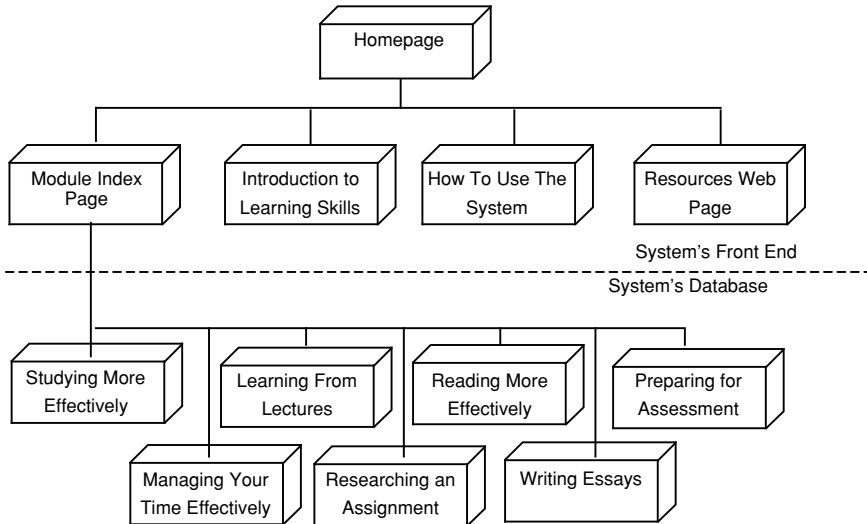 Homepage
Module Index
Page
Introduction to
Learning Skills
How To Use The
System
Resources Web
Page
System's Front End
System's Database
Studying More
Effectively
Learning From
Lectures
Reading More
Effectively
Preparing for
Assessment
Managing Your
Time Effectively
Researching an
Assignment
Writing Essays